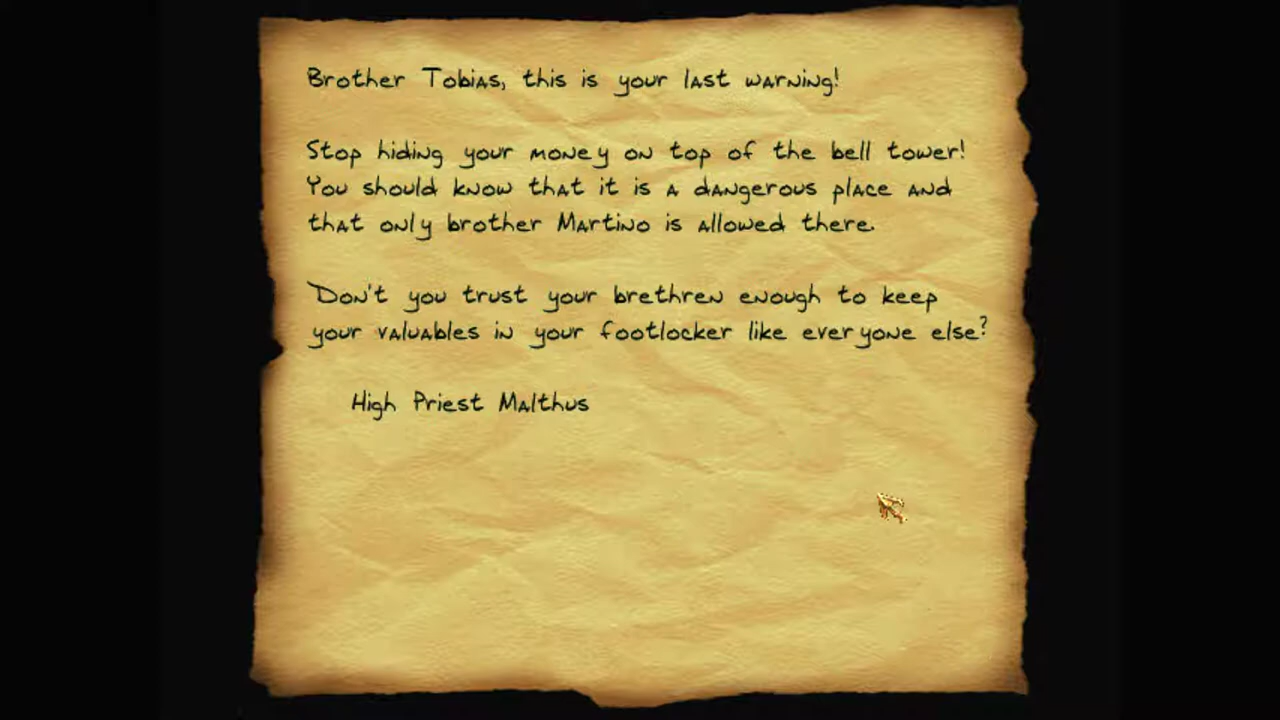 Brother Tobias, this is your last warning!
Stop hiding your money on top of the bell tower!
You should know that it is a dangerous place and
that only brother Martino is allowed there.
Don't you trust your brethren enough to keep
your valuables in your footlocker like everyone else?
High Priest Malthus